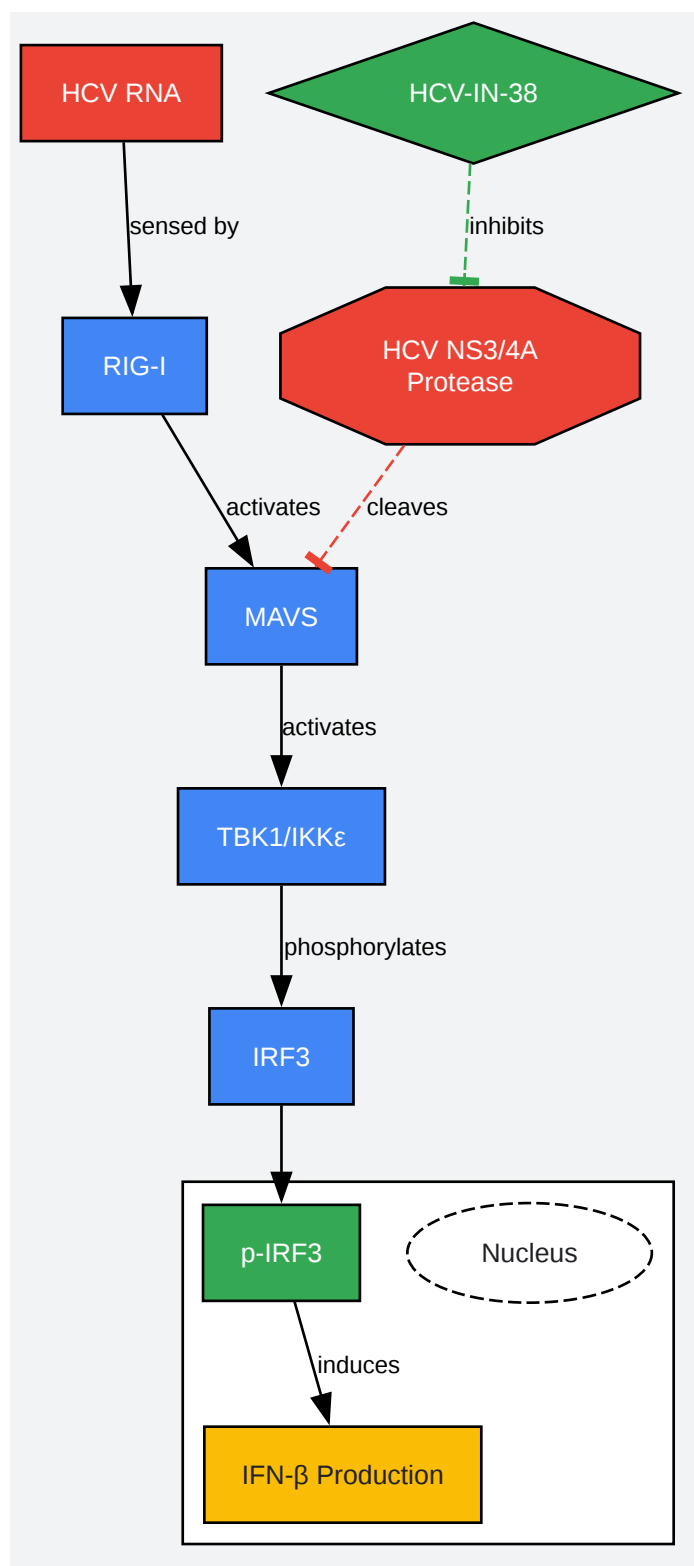 HCV RNA
HCV-IN-38
sensed by
inhibits
RIG-I
HCV NS3/4A
Protease
activates
cleaves
MAVS
activates
TBK1/IKKε
phosphorylates
IRF3
p-IRF3
Nucleus
induces
IFN-β Production